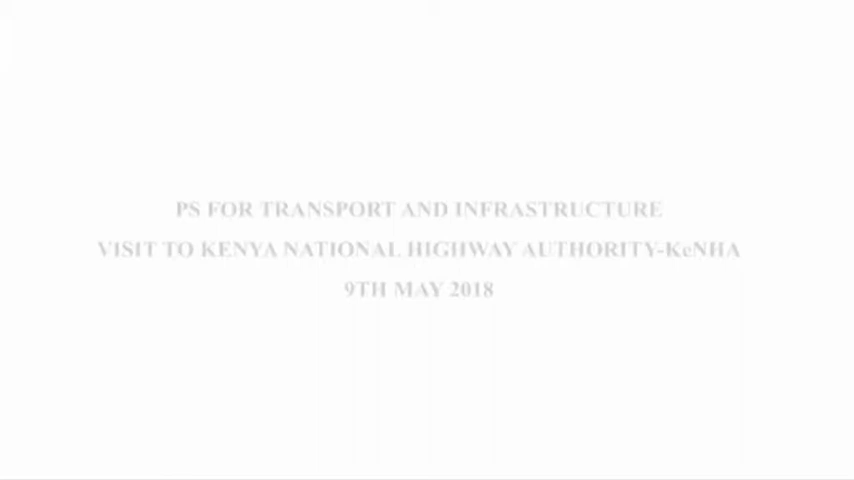 PS FOR TRANSPORT AND INFRASTRUCTURE
VISIT TO KENYA NATIONAL HIGHWAY AUTHORITY-KeNHA
9TH MAY 2018